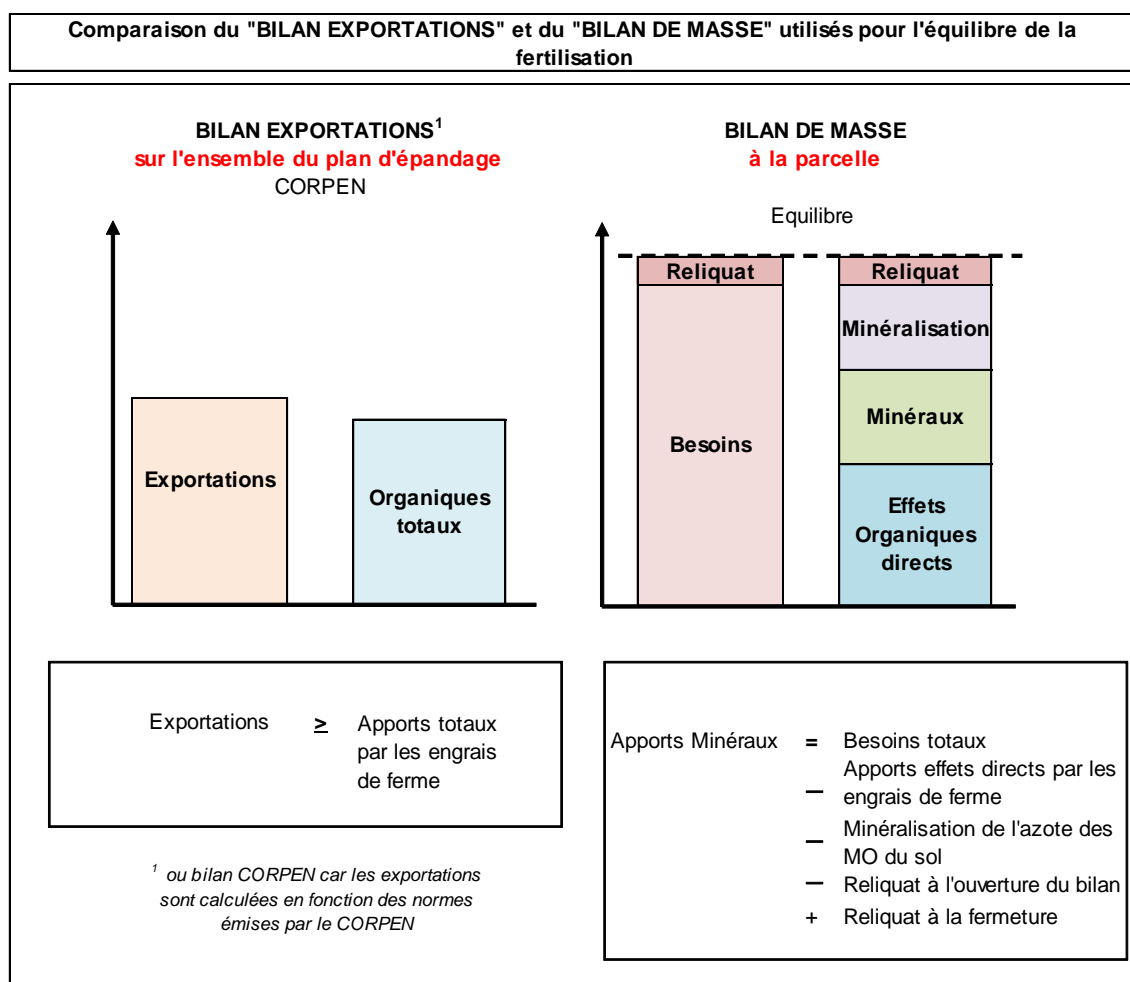 Comparaison du "BILAN EXPORTATIONS" et du "BILAN DE MASSE" utilisés pour l'équilibre de la
fertilisation
BILAN EXPORTATIONS¹
sur l'ensemble du plan d'épandage
CORPEN
Exportations
Organiques
totaux
BILAN DE MASSE
à la parcelle
Equilibre
Reliquat
Besoins
Reliquat
Minéralisation
Minéraux
Effets
Organiques
directs
Exportations ≥ Apports totaux
par les engrais
de ferme
¹ ou bilan CORPEN car les exportations
sont calculées en fonction des normes
émises par le CORPEN
Apports Minéraux = Besoins totaux
Apports effets directs par les
— engrais de ferme
— Minéralisation de l'azote des
MO du sol
— Reliquat à l'ouverture du bilan
+ Reliquat à la fermeture